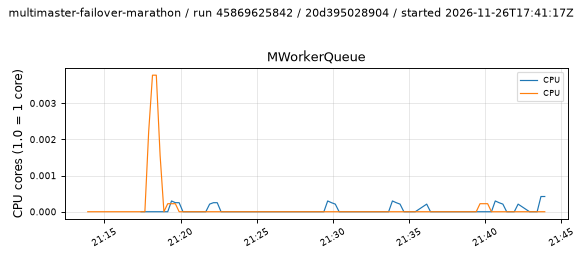 multimaster-failover-marathon / run 45869625842 / 20d395028904 / started 2026-11-26T17:41:17Z
MWorkerQueue
CPU cores (1.0 = 1 core)
0.003
0.002
0.001
0.000
CPU
CPU
21:15
21:20
21:25
21:30
21:35
21:40
21:45